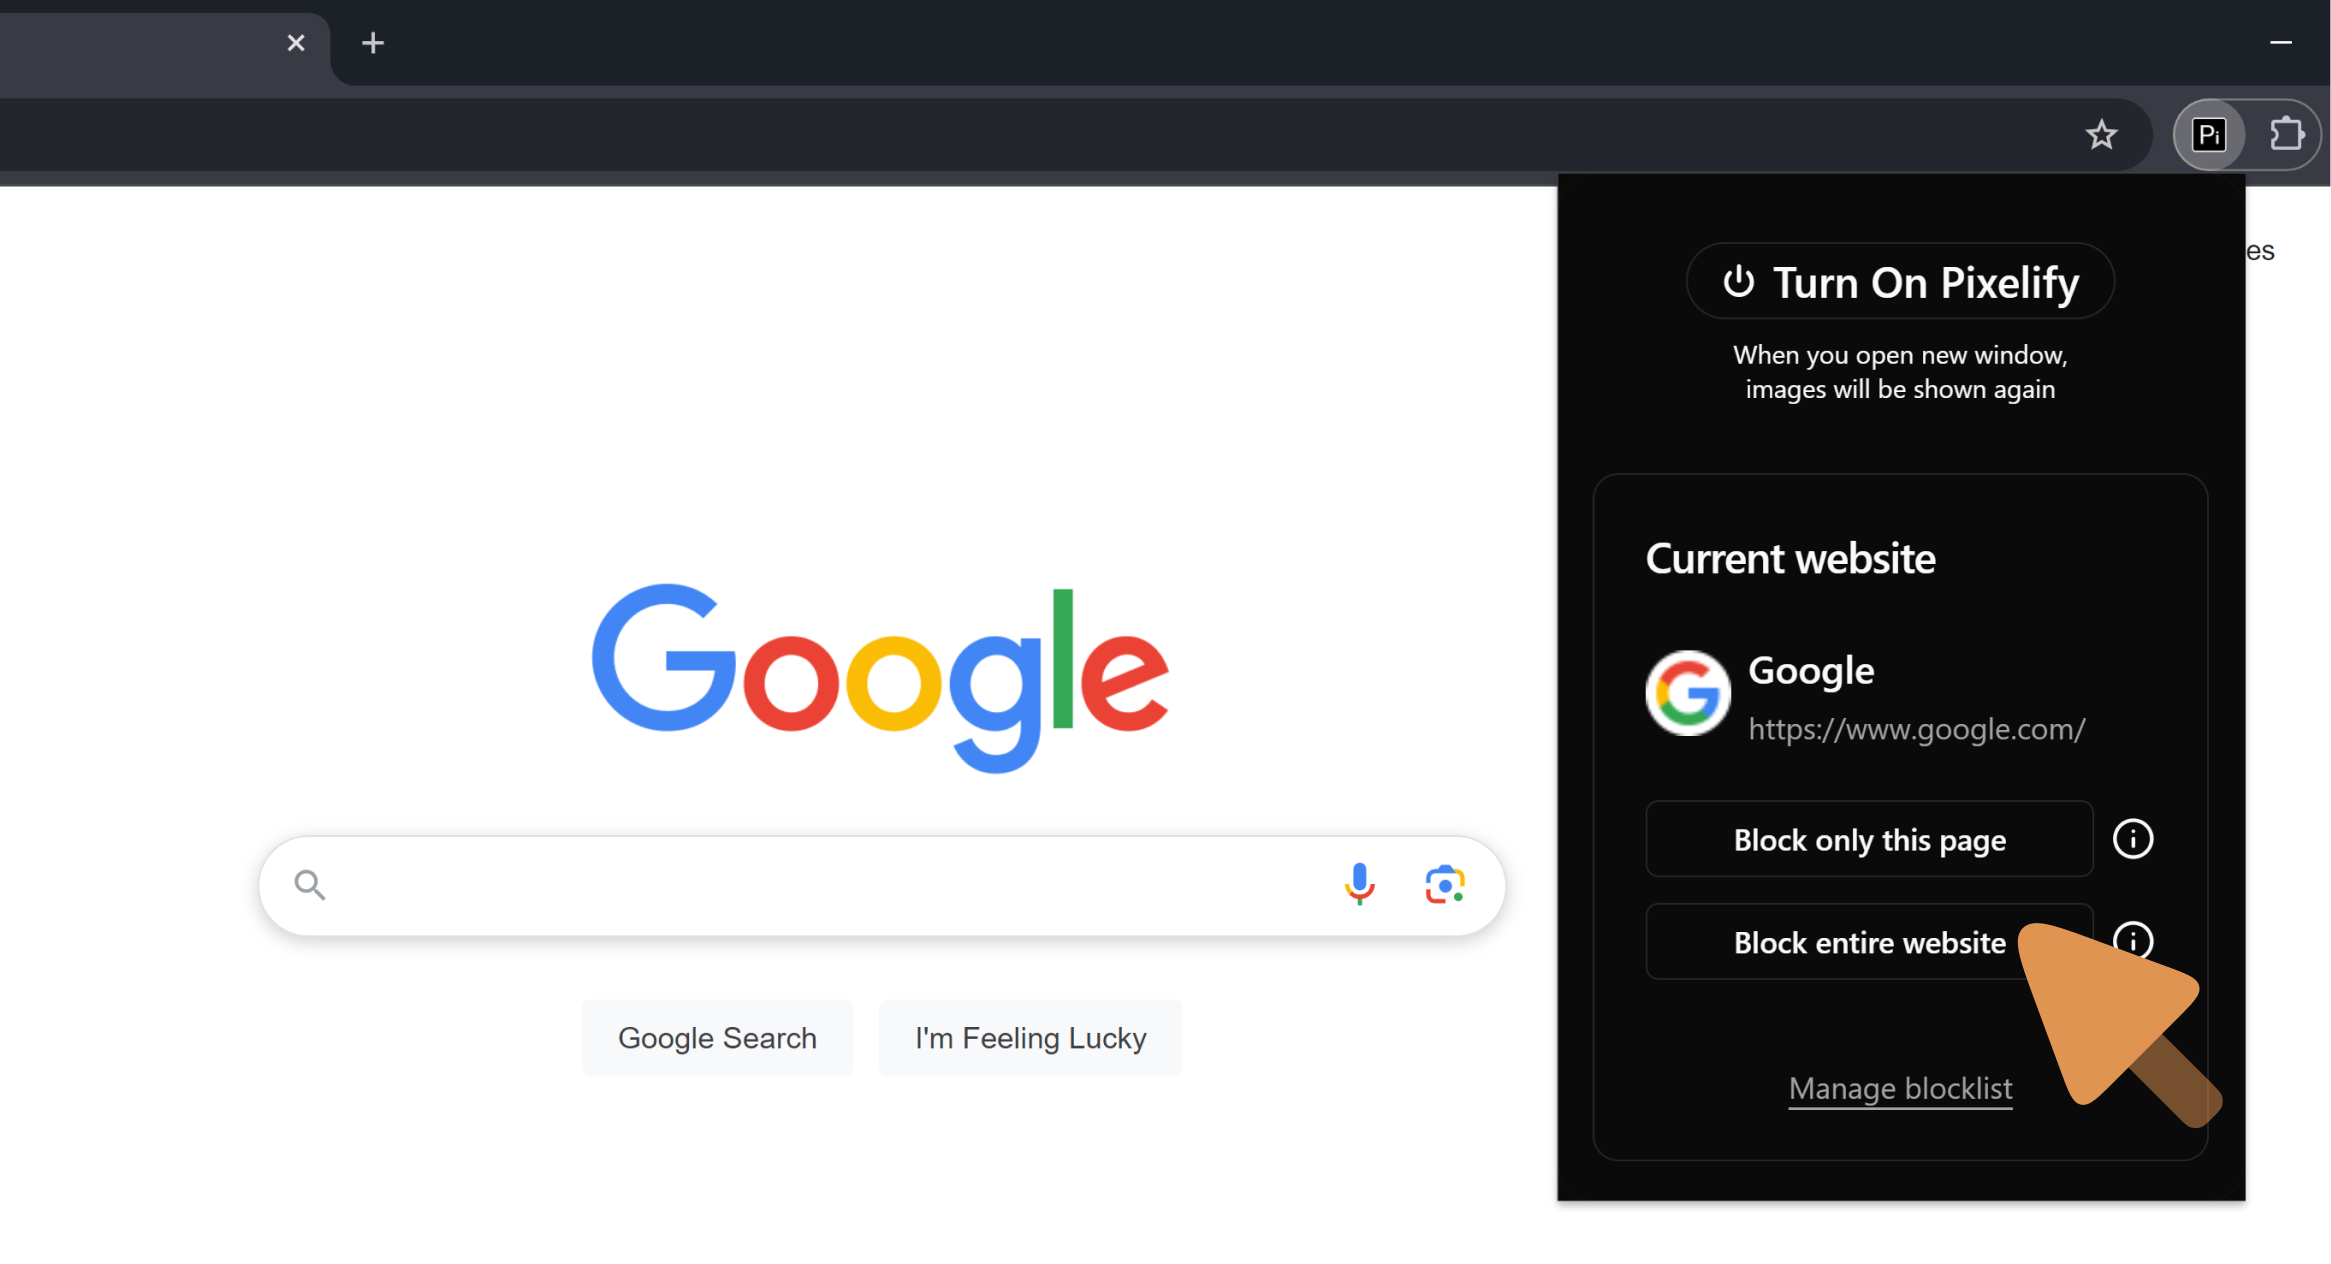 Pi
es
Turn On Pixelify
When you open new window,
images will be shown again
Current website
Google
https://www.google.com/
Block only this page
Block entire website
Manage blocklist
Google
Google Search
I'm Feeling Lucky